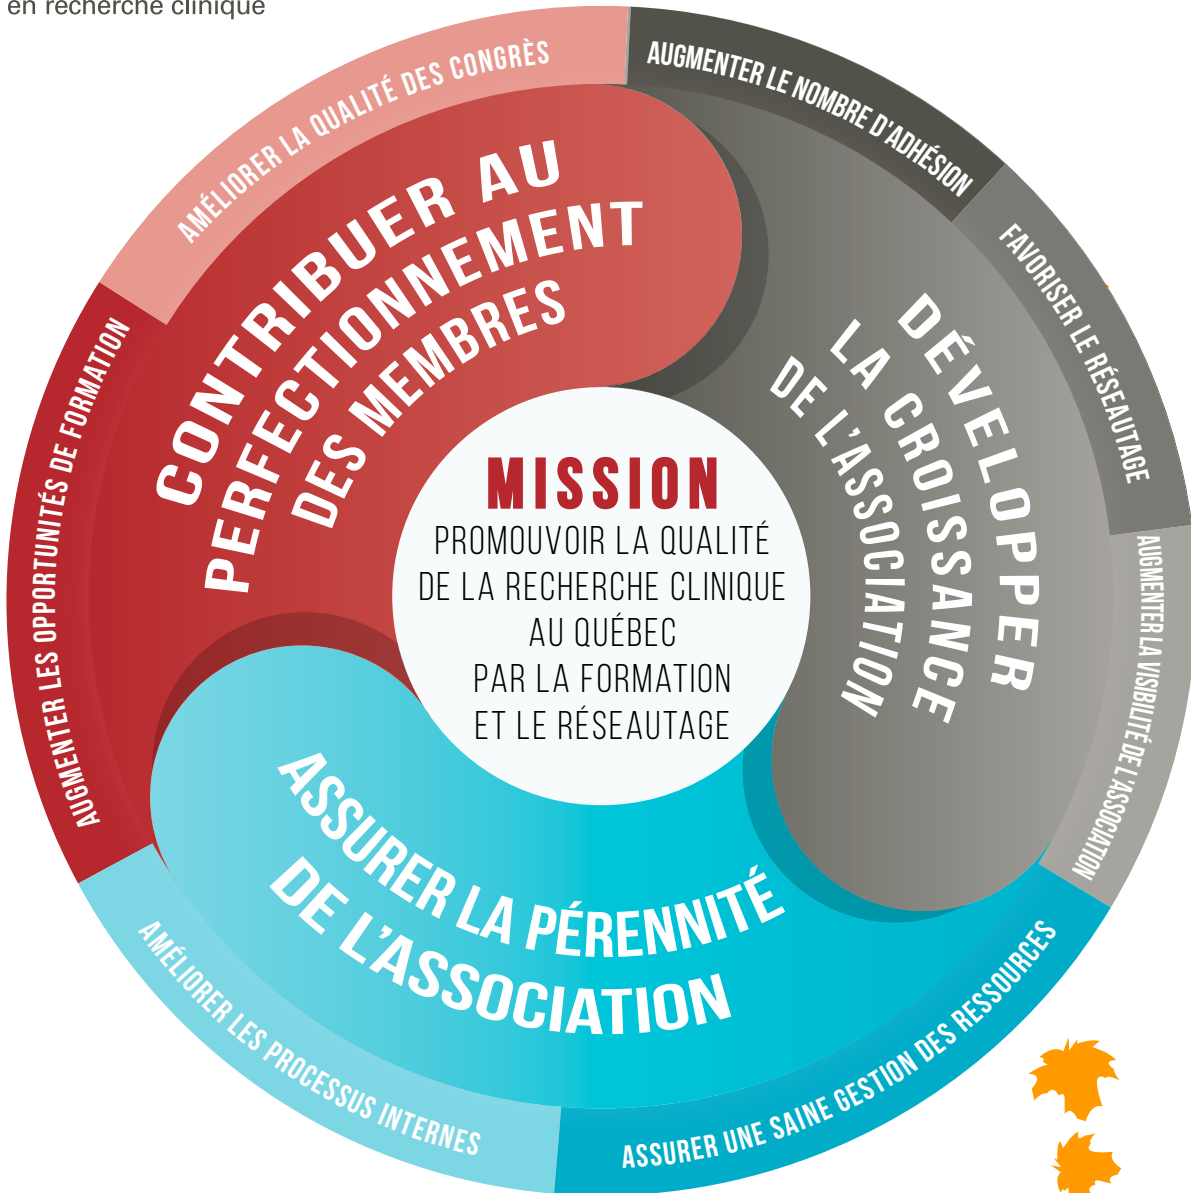 en recherche clinique
AMÉLIORER LA QUALITÉ DES CONGRÈS
AUGMENTER LE NOMBRE D'ADHÉSION
FAVORISER LE RÉSEAUTAGE
AUGMENTER LA VISIBILITÉ DE L'ASSOCIATION
ASSURER UNE SAINE GESTION DES RESSOURCES
AMÉLIORER LES PROCESSUS INTERNES
AUGMENTER LES OPPORTUNITÉS DE FORMATION
CONTRIBUER AU
PERFECTIONNEMENT
DES MEMBRES
DÉVELOPPER
LA CROISSANCE
DE L'ASSOCIATION
ASSURER LA PÉRENNITÉ
DE L'ASSOCIATION
MISSION
PROMOUVOIR LA QUALITÉ
DE LA RECHERCHE CLINIQUE
AU QUÉBEC
PAR LA FORMATION
ET LE RÉSEAUTAGE